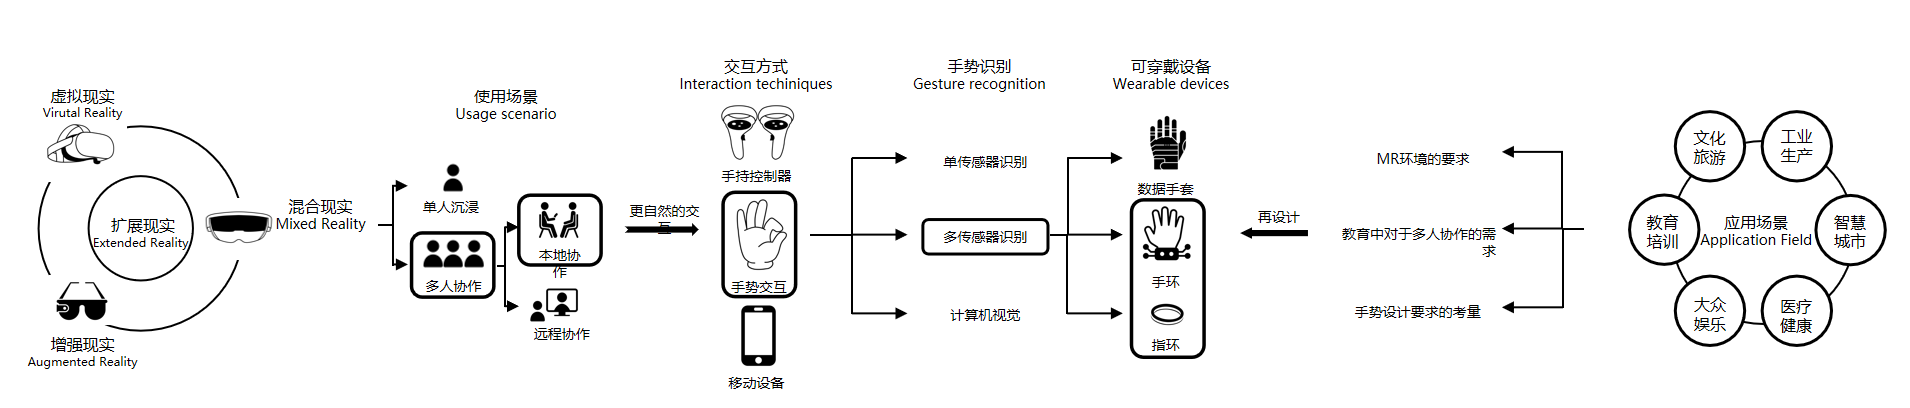 虚拟现实
Virutal Reality
扩展现实
Extended Reality
增强现实
Augmented Reality
混合现实
Mixed Reality
使用场景
Usage scenario
单人沉浸
多人协作
本地协
作
远程协作
更自然的交
互
交互方式
Interaction techiniques
手持控制器
手势交互
移动设备
手势识别
Gesture recognition
单传感器识别
多传感器识别
计算机视觉
可穿戴设备
Wearable devices
数据手套
手环
指环
再设计
MR环境的要求
教育中对于多人协作的需
求
手势设计要求的考量
应用场景
Application Field
文化
旅游
工业
生产
教育
培训
智慧
城市
大众
娱乐
医疗
健康